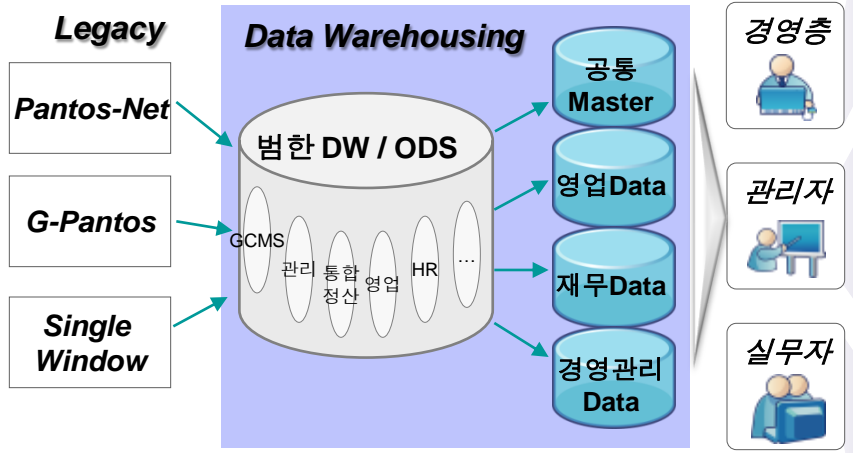 Legacy
Data Warehousing
Pantos-Net
G-Pantos
Single
Window
범한 DW / ODS
GCMS
관리
통합
정산
영업
HR
...
공통
Master
영업Data
재무Data
경영관리
Data
경영층
관리자
실무자